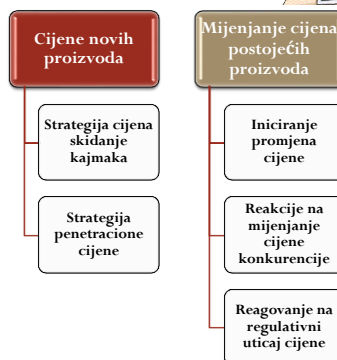 Cijene novih
proizvoda
Strategija cijena
skidanje
kajmaka
Strategija
penetracione
cijene
Mijenjanje cijena
postojećih
proizvoda
Iniciranje
promjena
cijene
Reakcije na
mijenjanje
cijene
konkurencije
Reagovanje na
regulativni
uticaj cijene